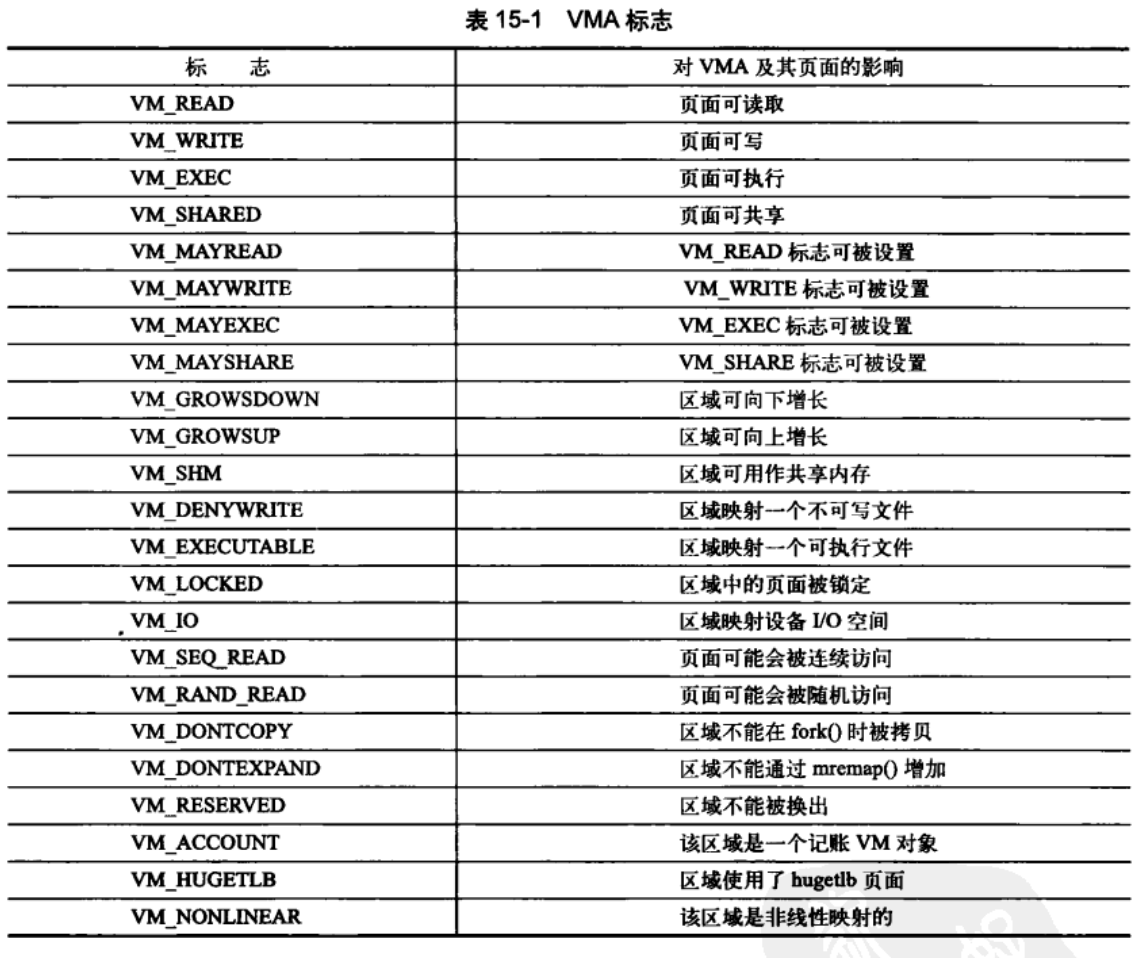 表 15-1 VMA 标志
标 志 对 VMA 及其页面的影响
VM_READ 页面可读取
VM_WRITE 页面可写
VM_EXEC 页面可执行
VM_SHARED 页面可共享
VM_MAYREAD VM_READ 标志可被设置
VM_MAYWRITE VM_WRITE 标志可被设置
VM_MAYEXEC VM_EXEC 标志可被设置
VM_MAYSHARE VM_SHARE 标志可被设置
VM_GROWSDOWN 区域可向下增长
VM_GROWSUP 区域可向上增长
VM_SHM 区域可用作共享内存
VM_DENYWRITE 区域映射一个不可写文件
VM_EXECUTABLE 区域映射一个可执行文件
VM_LOCKED 区域中的页面被锁定
VM_IO 区域映射设备 I/O 空间
VM_SEQ_READ 页面可能会被连续访问
VM_RAND_READ 页面可能会被随机访问
VM_DONTCOPY 区域不能在 fork() 时被拷贝
VM_DONTEXPAND 区域不能通过 mremap() 增加
VM_RESERVED 区域不能被换出
VM_ACCOUNT 该区域是一个记账 VM 对象
VM_HUGETLB 区域使用了 hugetlb 页面
VM_NONLINEAR 该区域是非线性映射的